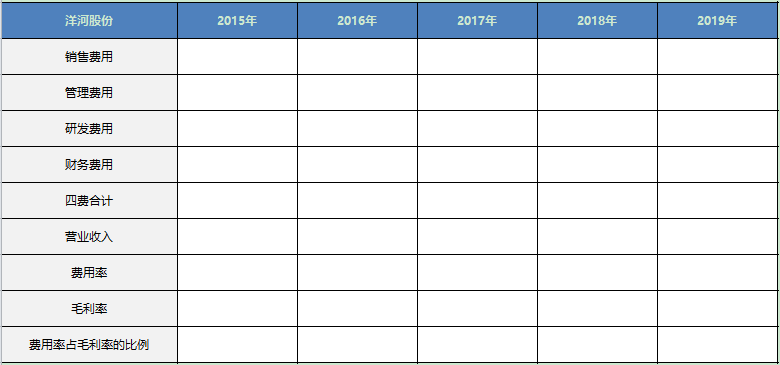 洋河股份 2015年 2016年 2017年 2018年 2019年
销售费用
管理费用
研发费用
财务费用
四费合计
营业收入
费用率
毛利率
费用率占毛利率的比例